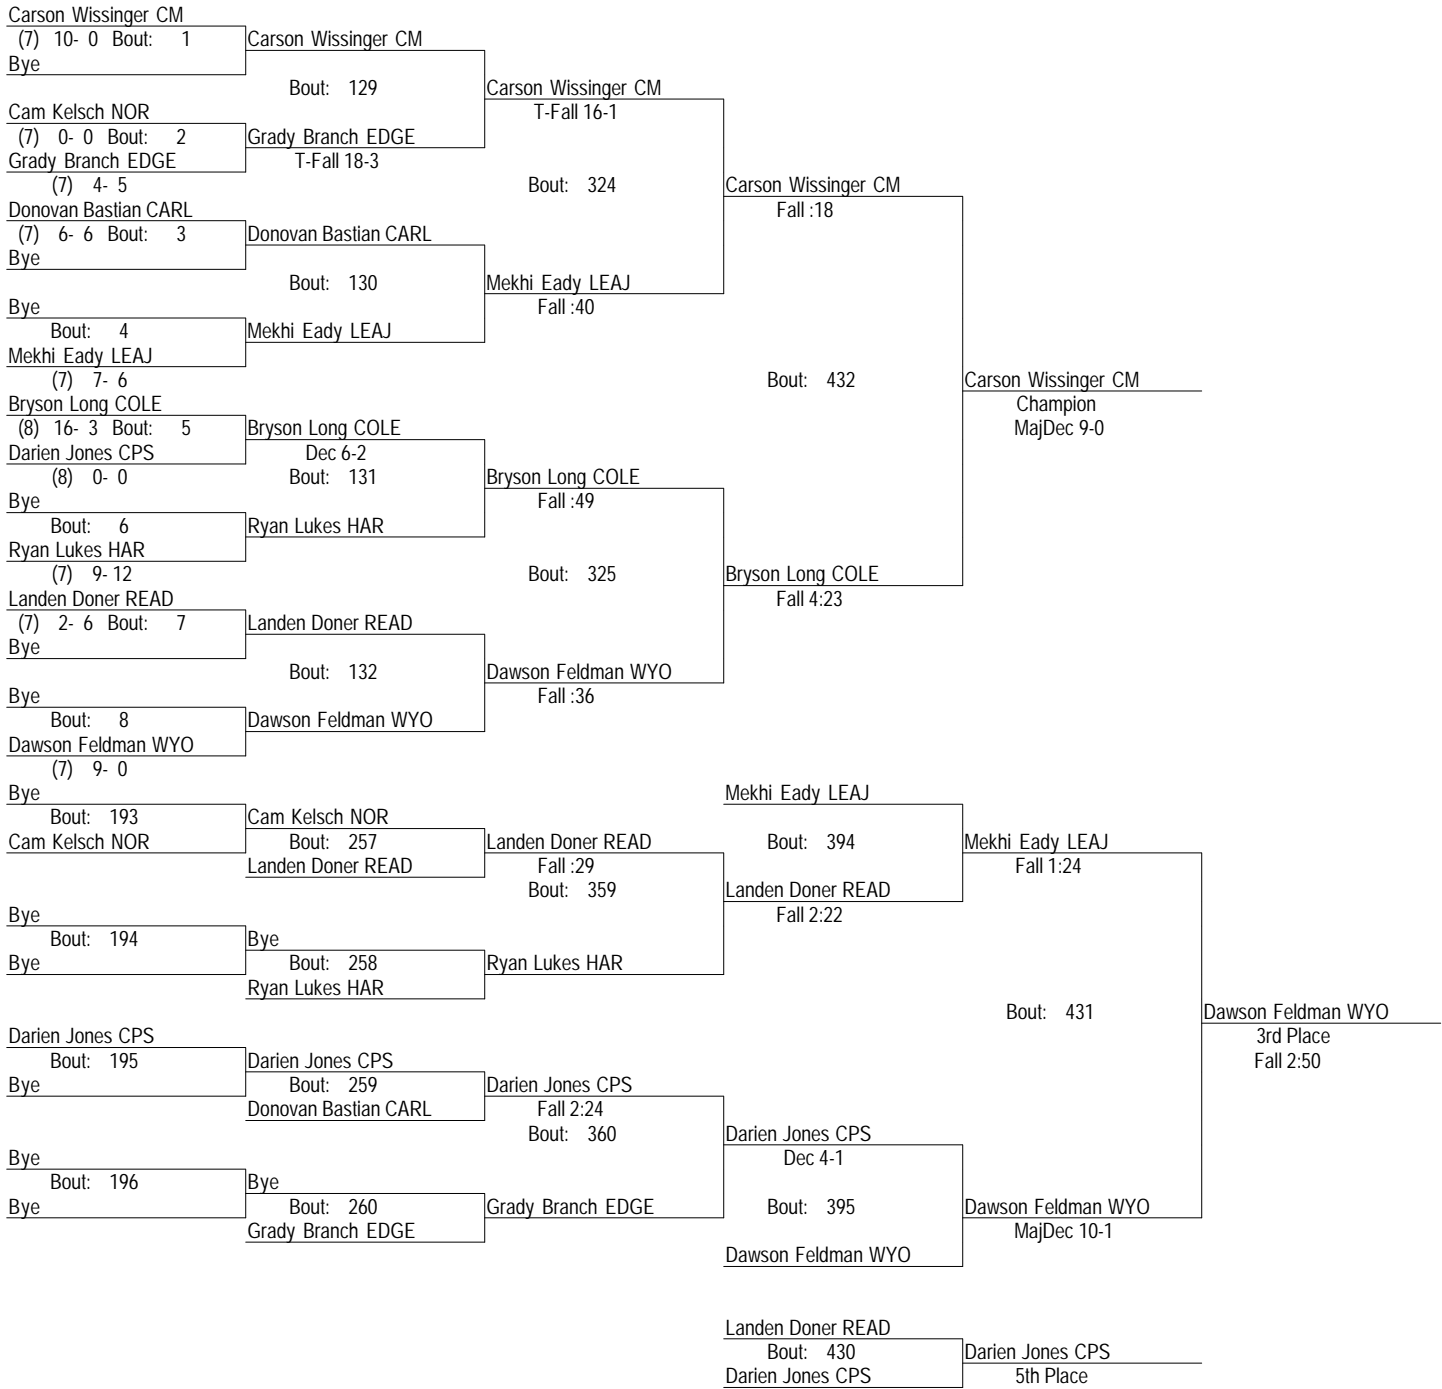 Carson Wissinger CM
(7) 10- 0 Bout: 1
Bye
Carson Wissinger CM
Bout: 129
Cam Kelsch NOR
(7) 0- 0 Bout: 2
Grady Branch EDGE
(7) 4- 5
Grady Branch EDGE
T-Fall 18-3
Carson Wissinger CM
T-Fall 16-1
Bout: 324
Donovan Bastian CARL
(7) 6- 6 Bout: 3
Bye
Donovan Bastian CARL
Bout: 130
Bye
Bout: 4
Mekhi Eady LEAJ
(7) 7- 6
Mekhi Eady LEAJ
Mekhi Eady LEAJ
Fall :40
Carson Wissinger CM
Fall :18
Bout: 432
Bryson Long COLE
(8) 16- 3 Bout: 5
Darien Jones CPS
(8) 0- 0
Bryson Long COLE
Dec 6-2
Bout: 131
Bye
Bout: 6
Ryan Lukes HAR
(7) 9- 12
Ryan Lukes HAR
Bryson Long COLE
Fall :49
Bout: 325
Landen Doner READ
(7) 2- 6 Bout: 7
Bye
Landen Doner READ
Bout: 132
Bye
Bout: 8
Dawson Feldman WYO
(7) 9- 0
Dawson Feldman WYO
Dawson Feldman WYO
Fall :36
Bryson Long COLE
Fall 4:23
Carson Wissinger CM
Champion
MajDec 9-0
Bye
Bout: 193
Cam Kelsch NOR
Cam Kelsch NOR
Bout: 257
Landen Doner READ
Landen Doner READ
Fall :29
Bout: 359
Bye
Bout: 194
Bye
Bye
Bout: 258
Ryan Lukes HAR
Ryan Lukes HAR
Mekhi Eady LEAJ
Bout: 394
Landen Doner READ
Fall 2:22
Mekhi Eady LEAJ
Fall 1:24
Bout: 431
Darien Jones CPS
Bout: 195
Bye
Darien Jones CPS
Bout: 259
Donovan Bastian CARL
Darien Jones CPS
Fall 2:24
Bout: 360
Bye
Bout: 196
Bye
Bye
Bout: 260
Grady Branch EDGE
Grady Branch EDGE
Darien Jones CPS
Dec 4-1
Bout: 395
Dawson Feldman WYO
Dawson Feldman WYO
MajDec 10-1
Dawson Feldman WYO
3rd Place
Fall 2:50
Landen Doner READ
Bout: 430
Darien Jones CPS
Darien Jones CPS
5th Place